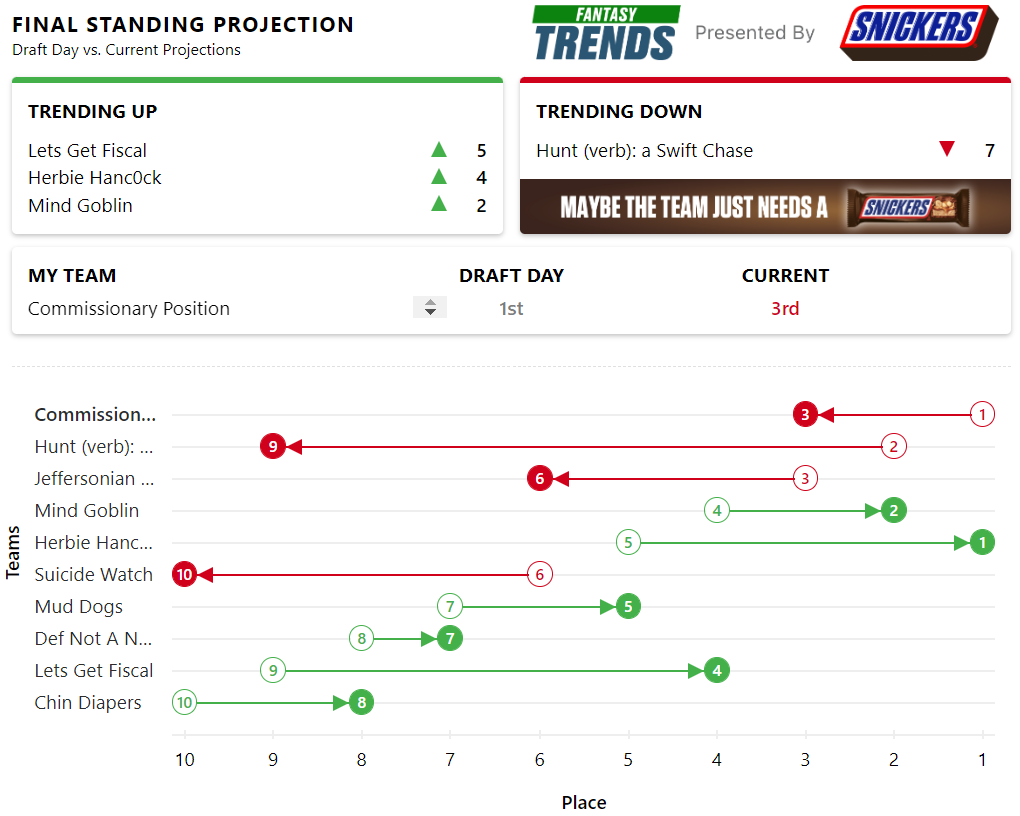 FINAL STANDING PROJECTION
Draft Day vs. Current Projections
FANTASY
TRENDS
Presented By
SNICKERS
TRENDING UP
Lets Get Fiscal 5
Herbie Hanc0ck 4
Mind Goblin 2
TRENDING DOWN
Hunt (verb): a Swift Chase 7
MAYBE THE TEAM JUST NEEDS A SNICKERS
MY TEAM DRAFT DAY CURRENT
Commissionary Position 1st 3rd
Commission... 3 1
Hunt (verb): ... 9 2
Jeffersonian ... 6 3
Mind Goblin 4 2
Herbie Hanc... 5 1
Suicide Watch 10 6
Mud Dogs 7 5
Def Not A N... 8 7
Lets Get Fiscal 9 4
Chin Diapers 10 8
Teams
10 9 8 7 6 5 4 3 2 1
Place